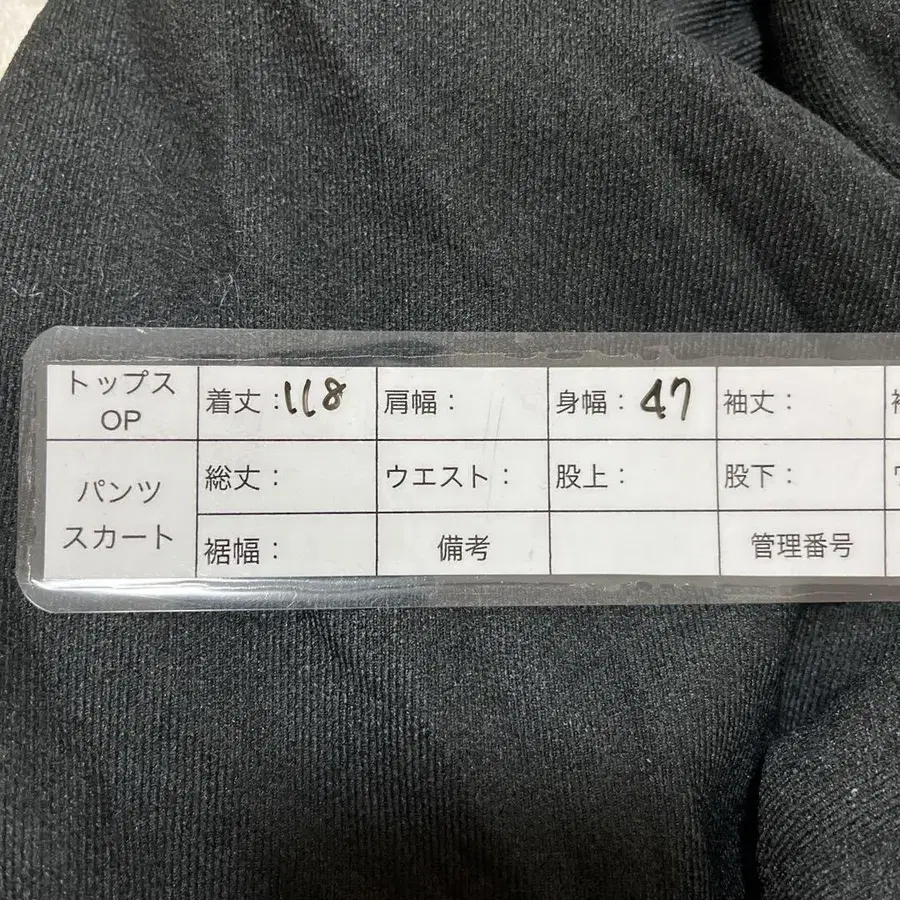 トップス OP 着丈:118 肩幅: 身幅:47 袖丈:
パンツ スカート 総丈: ウエスト: 股上: 股下:
裾幅: 備考 管理番号